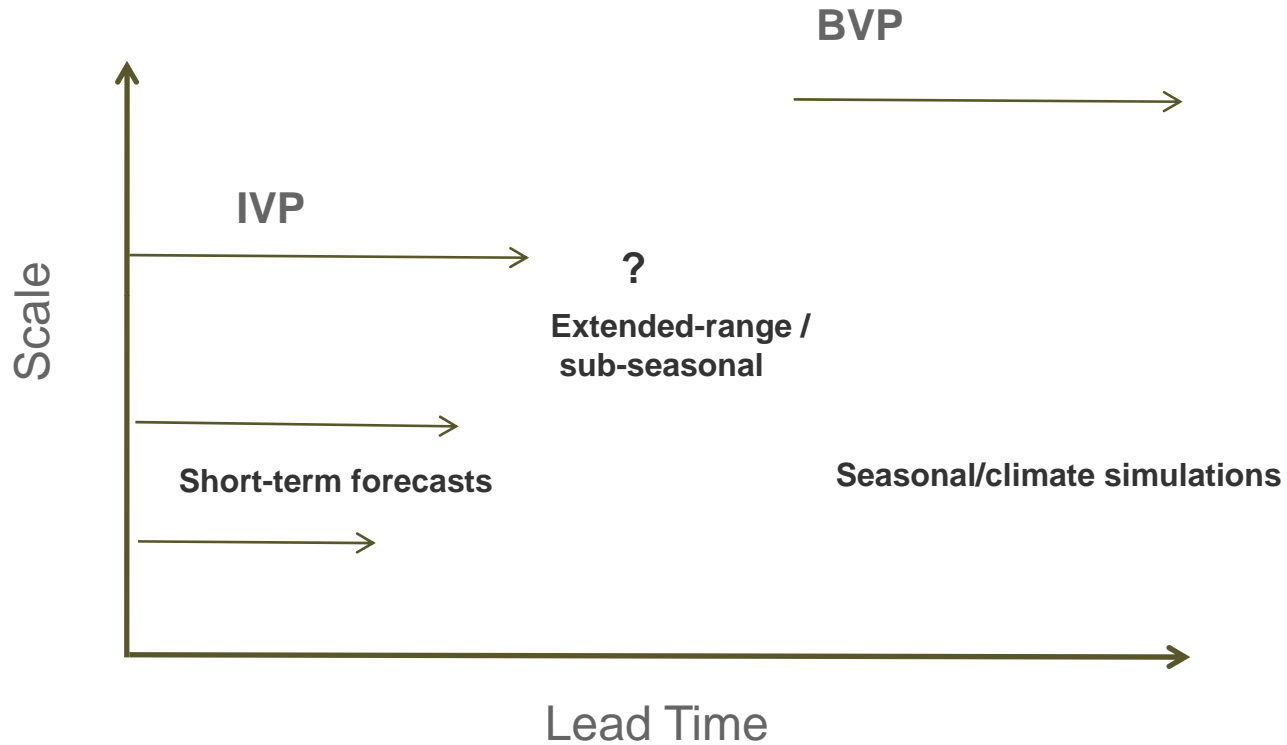 BVP
IVP
?
Scale
Extended-range /
sub-seasonal
Short-term forecasts
Seasonal/climate simulations
Lead Time